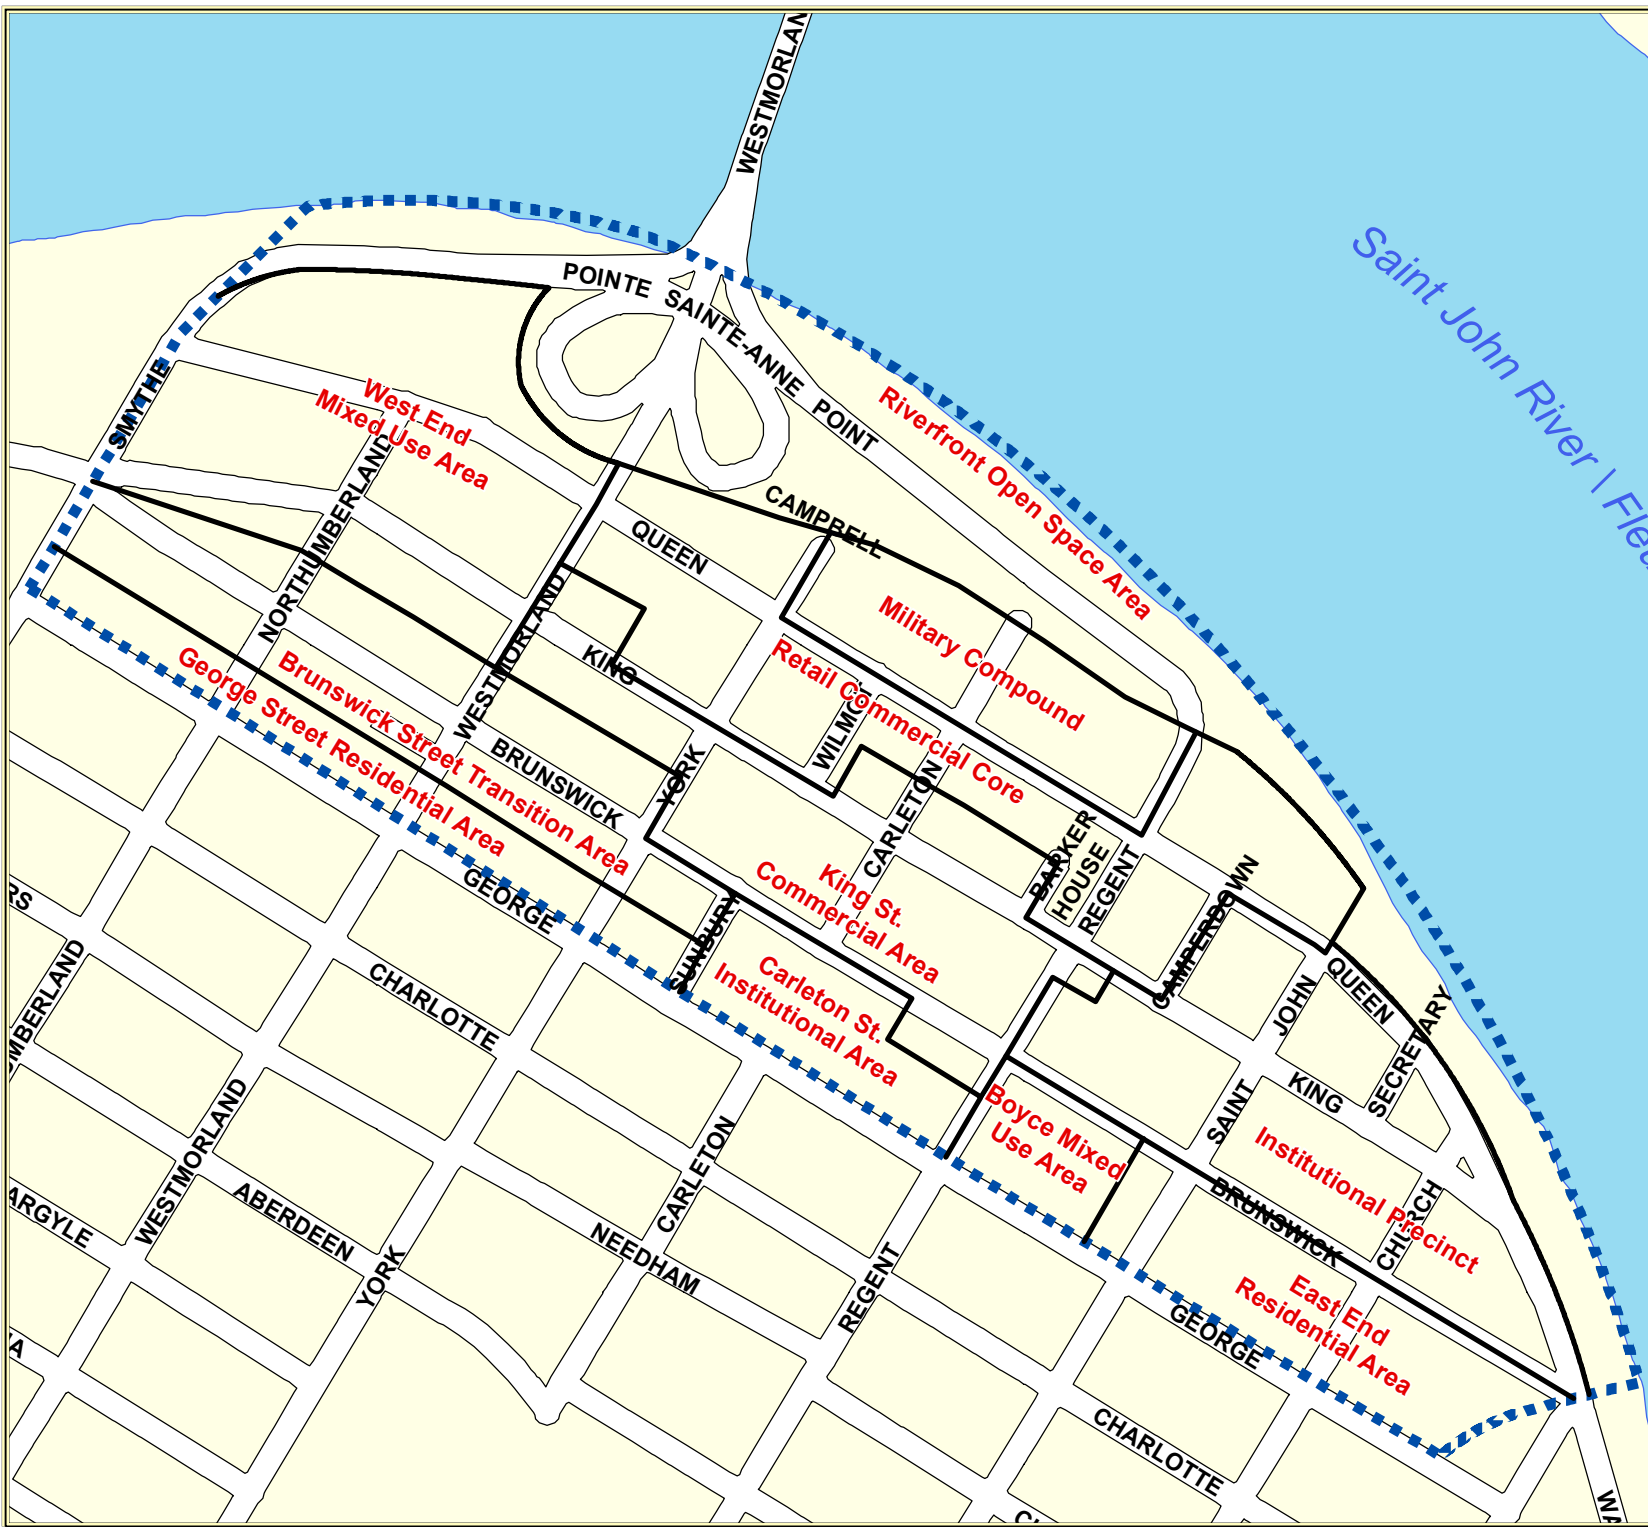 WESTMORLAN
Saint John River | Fleu
POINTE SAINTE-ANNE POINT
SMYTHE
West End
Mixed Use Area
Riverfront Open Space Area
NORTHUMBERLAND
CAMPBELL
QUEEN
Military Compound
WESTMORLAND
KING
Retail Commercial Core
WILMOT
George Street Residential Area
Brunswick Street Transition Area
BRUNSWICK
YORK
CARLETON
BARKER
HOUSE
REGENT
CAMPERDOWN
King St.
Commercial Area
GEORGE
SUNBURY
Carleton St.
Institutional Area
RS
UMBERLAND
CHARLOTTE
JOHN
QUEEN
SECRETARY
KING
SAINT
Boyce Mixed
Use Area
Institutional Precinct
BRUNSWICK
CHURCH
WESTMORLAND
CARLETON
ARGYLE
ABERDEEN
NEEDHAM
YORK
REGENT
East End
Residential Area
GEORGE
A
CHARLOTTE
WA